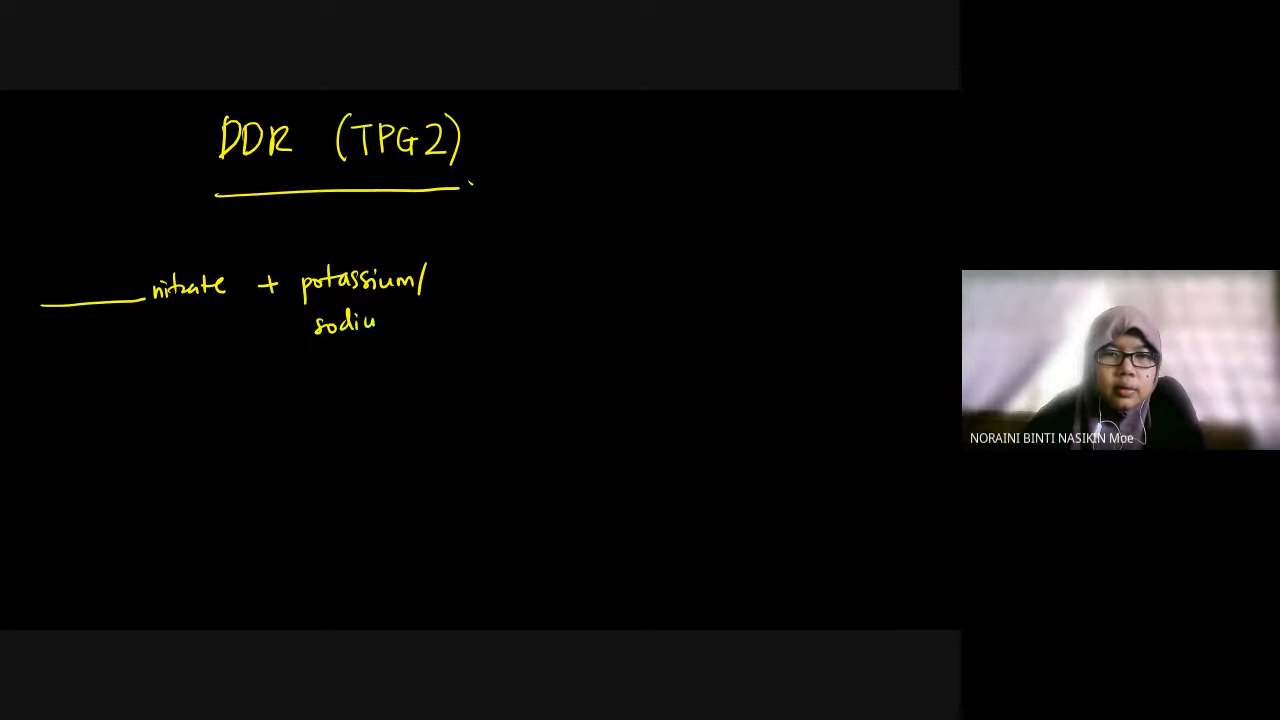 DDR (TPG2)
nitrate + potassium/
sodiu
NORAINI BINTI NASIKIN Moe